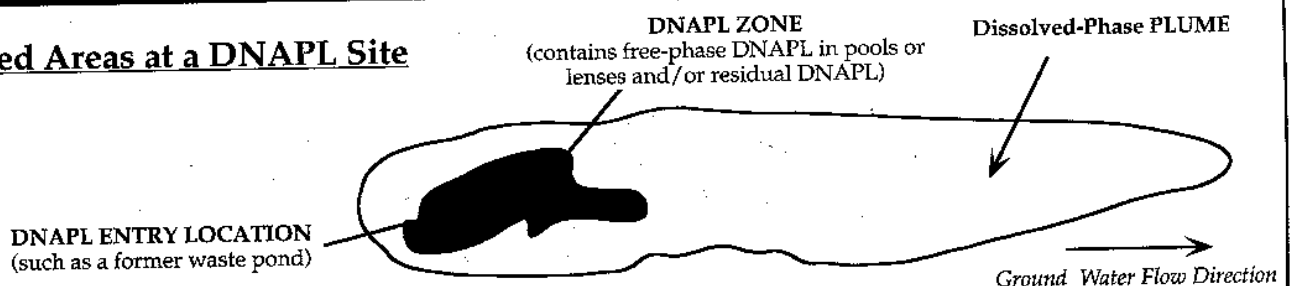 ed Areas at a DNAPL Site
DNAPL ZONE
(contains free-phase DNAPL in pools or
lenses and/or residual DNAPL)
Dissolved-Phase PLUME
DNAPL ENTRY LOCATION
(such as a former waste pond)
Ground Water Flow Direction